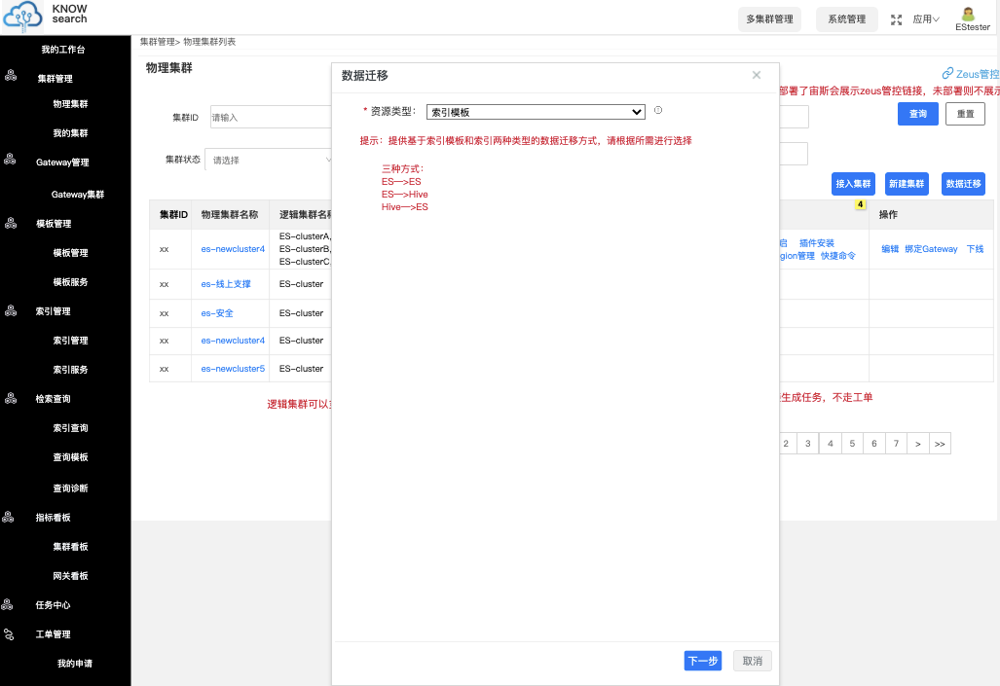 KNOW
search
多集群管理
系统管理
应用
EStester
我的工作台
集群管理
物理集群
我的集群
Gateway管理
Gateway集群
模板管理
模板管理
模板服务
索引管理
索引管理
索引服务
检索查询
索引查询
查询模板
查询诊断
指标看板
集群看板
网关看板
任务中心
工单管理
我的申请
集群管理> 物理集群列表
物理集群
Zeus管控
部署了宙斯会展示zeus管控链接，未部署则不展示
集群ID
请输入
查询
重置
集群状态
请选择
接入集群
新建集群
数据迁移
4
集群ID
物理集群名称
逻辑集群名称
操作
xx
es-newcluster4
ES-clusterA,
ES-clusterB,
ES-clusterC
启
插件安装
gion管理 快捷命令
编辑 绑定Gateway 下线
xx
es-线上支撑
ES-cluster
xx
es-安全
ES-cluster
xx
es-newcluster4
ES-cluster
xx
es-newcluster5
ES-cluster
逻辑集群可以
生成任务，不走工单
2
3
4
5
6
7
>
>>
数据迁移
×
* 资源类型：
索引模板
提示：提供基于索引模板和索引两种类型的数据迁移方式，请根据所需进行选择
三种方式：
ES—>ES
ES—>Hive
Hive—>ES
下一步
取消